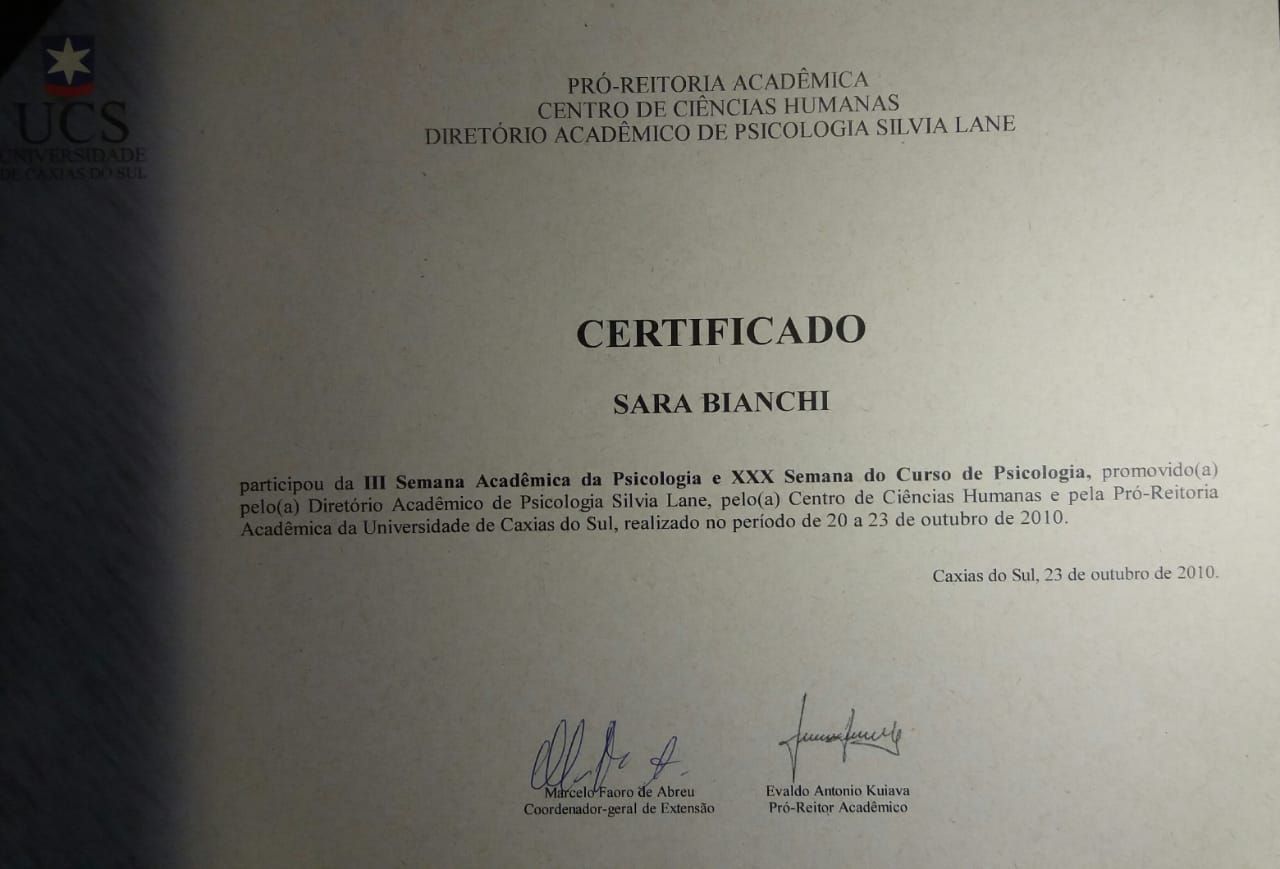 UCS
UNIVERSIDADE
DE CAXIAS DO SUL
PRÓ-REITORIA ACADÊMICA
CENTRO DE CIÊNCIAS HUMANAS
DIRETÓRIO ACADÊMICO DE PSICOLOGIA SILVIA LANE
CERTIFICADO
SARA BIANCHI
participou da III Semana Acadêmica da Psicologia e XXX Semana do Curso de Psicologia, promovido(a)
pelo(a) Diretório Acadêmico de Psicologia Silvia Lane, pelo(a) Centro de Ciências Humanas e pela Pró-Reitoria
Acadêmica da Universidade de Caxias do Sul, realizado no período de 20 a 23 de outubro de 2010.
Caxias do Sul, 23 de outubro de 2010.
Marcelo Faoro de Abreu
Coordenador-geral de Extensão
Evaldo Antonio Kuiava
Pró-Reitor Acadêmico